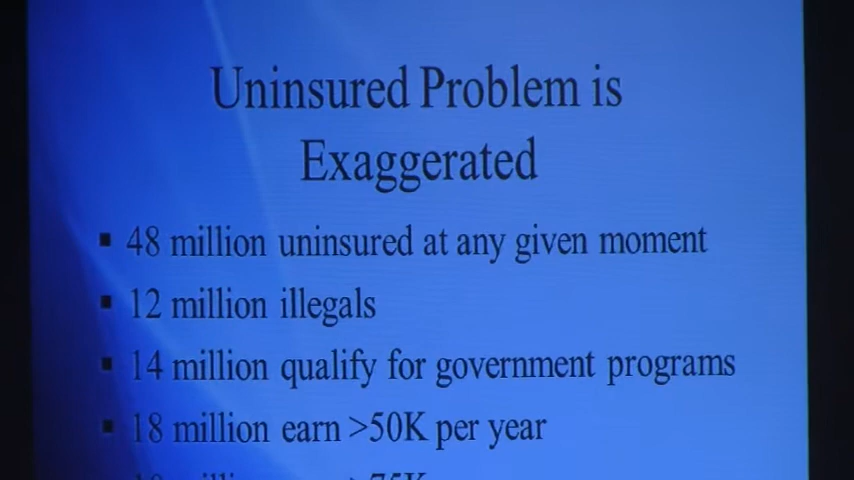 Uninsured Problem is
Exaggerated
▪ 48 million uninsured at any given moment
▪ 12 million illegals
▪ 14 million qualify for government programs
▪ 18 million earn >50K per year